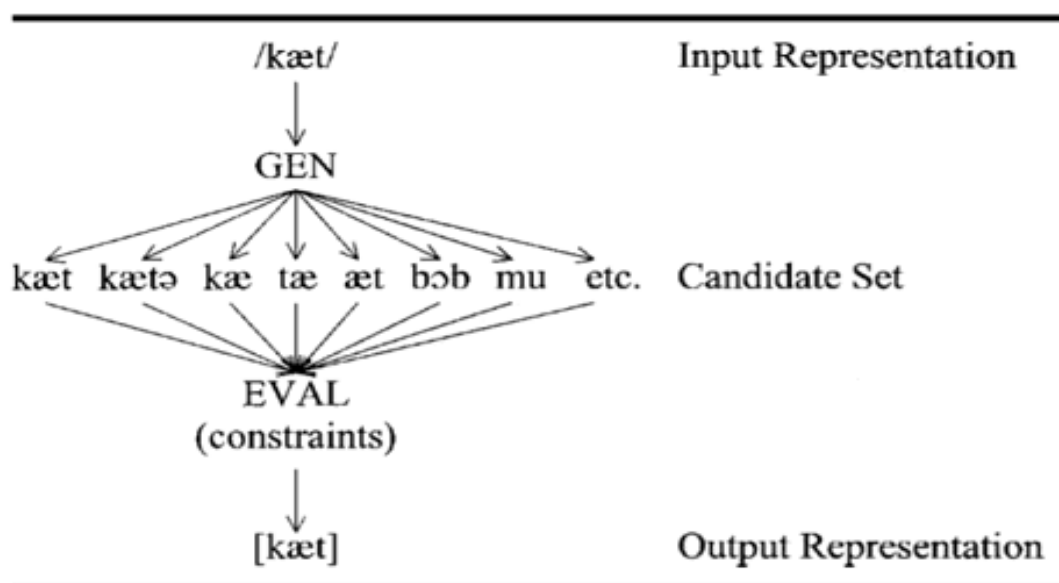 /kæt/ Input Representation
GEN
kæt kætə kæ tæ æt bɔb mu etc. Candidate Set
EVAL
(constraints)
[kæt] Output Representation